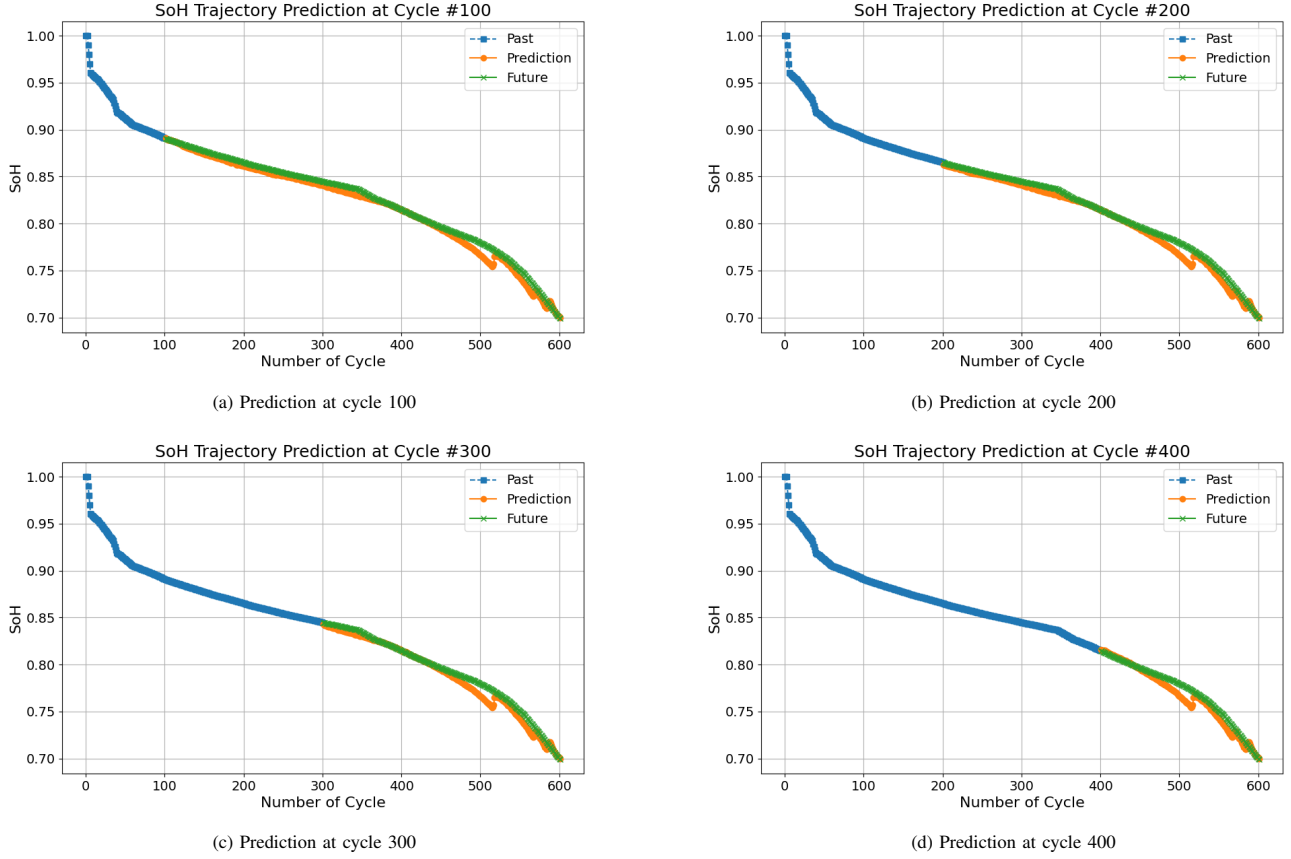 SoH Trajectory Prediction at Cycle #100
1.00
0.95
0.90
0.85
0.80
0.75
0.70
SoH
Past
Prediction
Future
0 100 200 300 400 500 600
Number of Cycle
(a) Prediction at cycle 100
SoH Trajectory Prediction at Cycle #200
1.00
0.95
0.90
0.85
0.80
0.75
0.70
SoH
Past
Prediction
Future
0 100 200 300 400 500 600
Number of Cycle
(b) Prediction at cycle 200
SoH Trajectory Prediction at Cycle #300
1.00
0.95
0.90
0.85
0.80
0.75
0.70
SoH
Past
Prediction
Future
0 100 200 300 400 500 600
Number of Cycle
(c) Prediction at cycle 300
SoH Trajectory Prediction at Cycle #400
1.00
0.95
0.90
0.85
0.80
0.75
0.70
SoH
Past
Prediction
Future
0 100 200 300 400 500 600
Number of Cycle
(d) Prediction at cycle 400